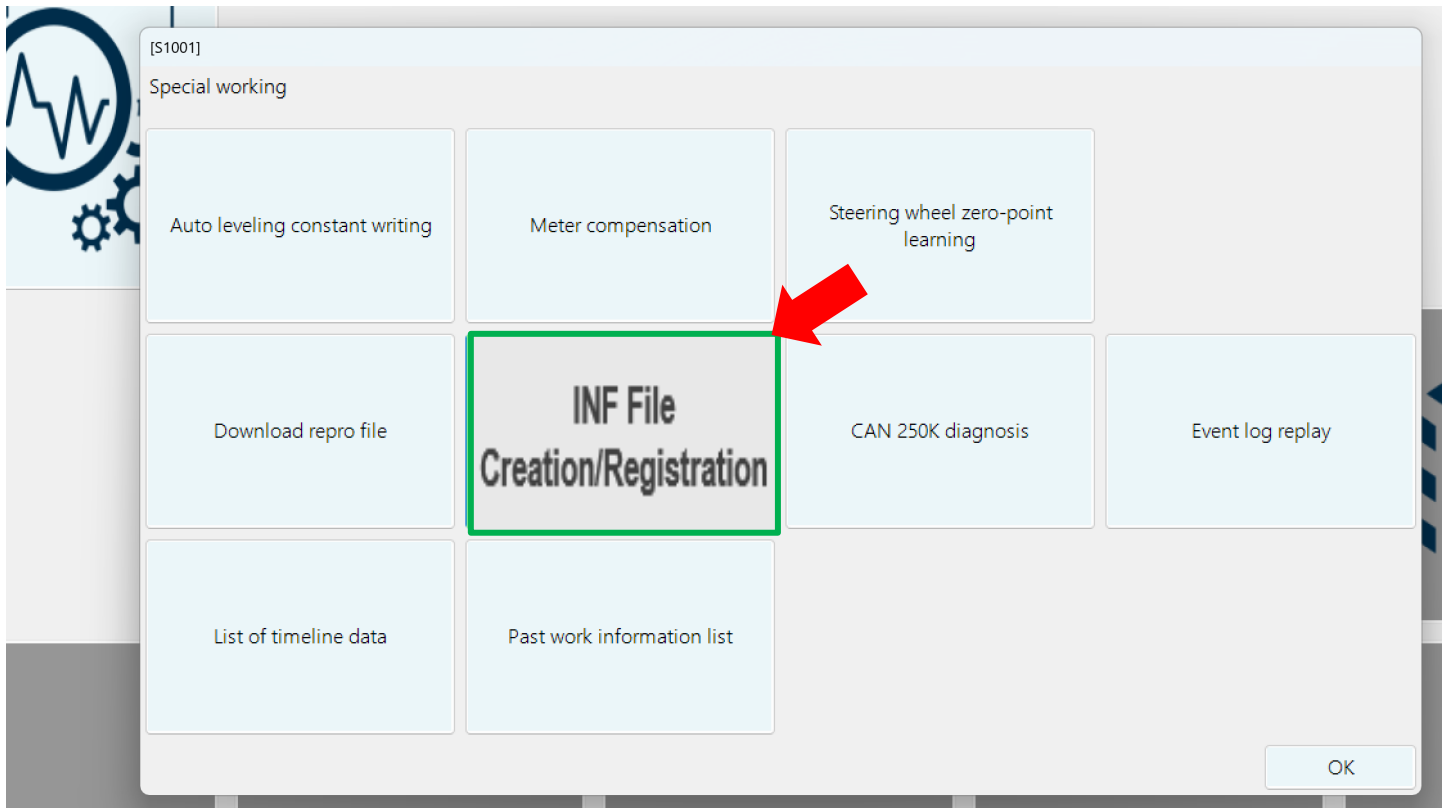 [S1001]
Special working
Auto leveling constant writing
Meter compensation
Steering wheel zero-point
learning
Download repro file
INF File
Creation/Registration
CAN 250K diagnosis
Event log replay
List of timeline data
Past work information list
OK